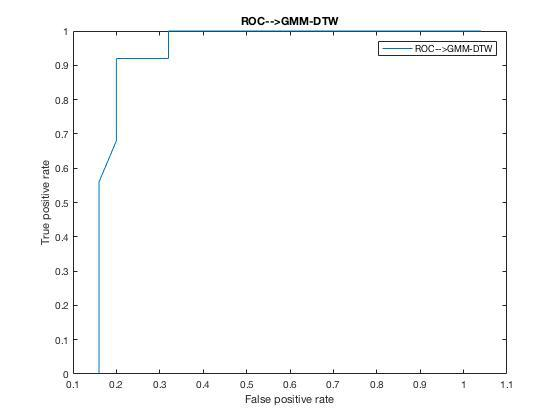 ROC-->GMM-DTW
ROC-->GMM-DTW
1
0.9
0.8
0.7
0.6
0.5
0.4
0.3
0.2
0.1
0
True positive rate
0.1 0.2 0.3 0.4 0.5 0.6 0.7 0.8 0.9 1 1.1
False positive rate